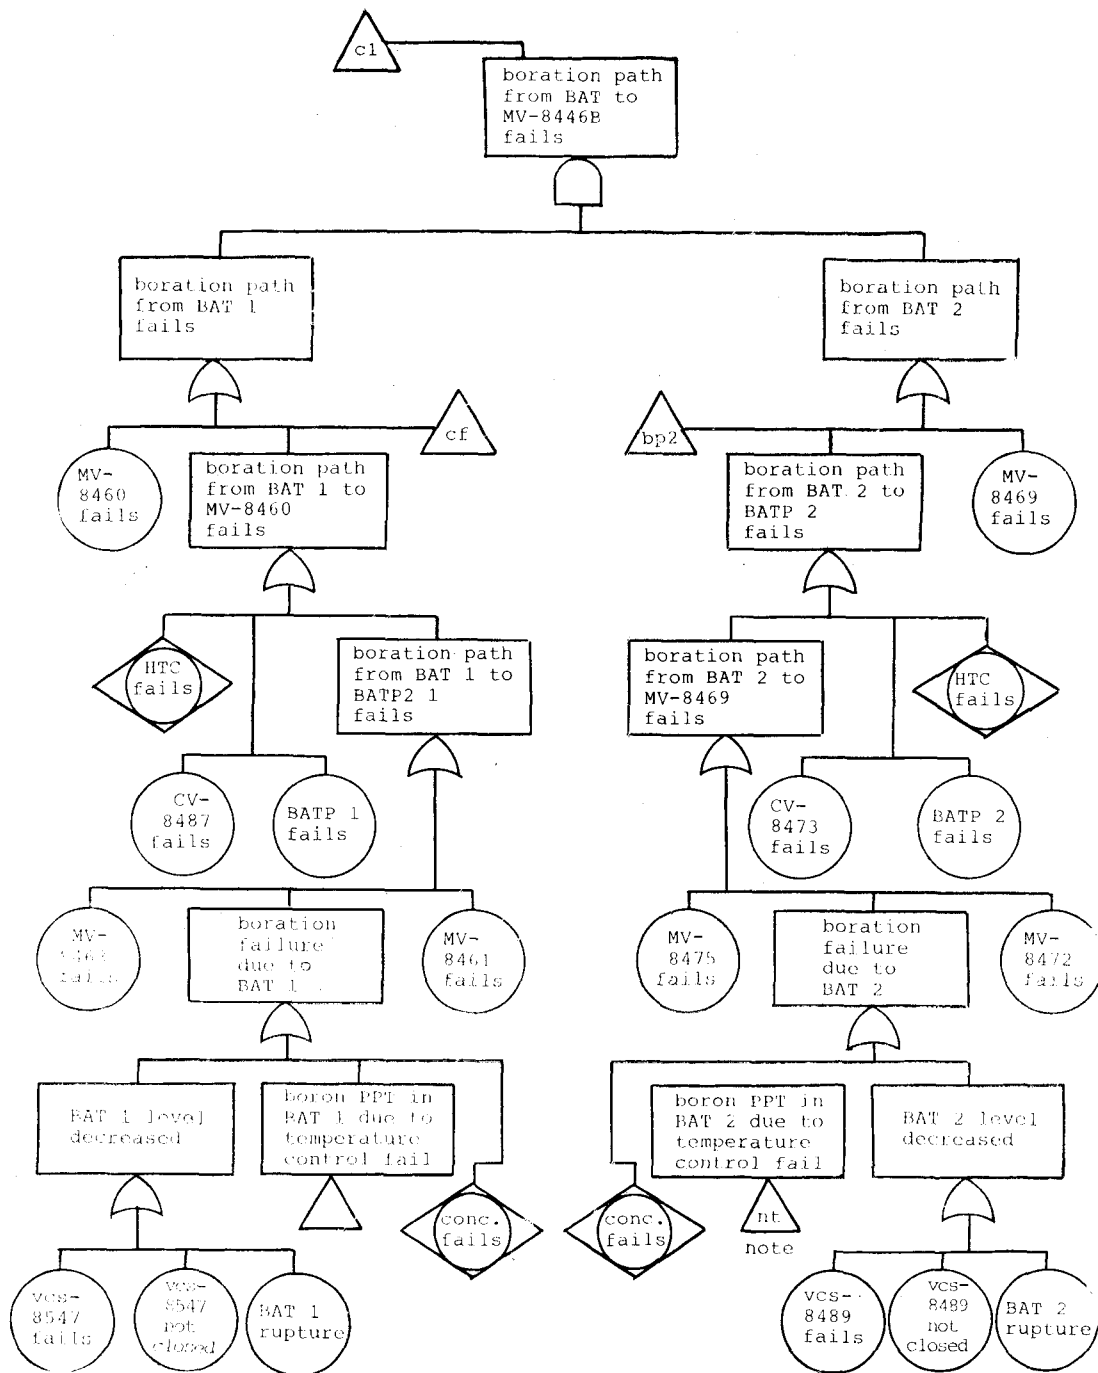 c1
boration path
from BAT to
MV-8446B
fails
boration path
from BAT 1
fails
boration path
from BAT 2
fails
cf
bp2
MV-
8460
fails
boration path
from BAT 1 to
MV-8460
fails
boration path
from BAT 2 to
BATP 2
fails
MV-
8469
fails
HTC
fails
boration path
from BAT 1 to
BATP2 1
fails
boration path
from BAT 2 to
MV-8469
fails
HTC
fails
CV-
8487
fails
BATP 1
fails
CV-
8473
fails
BATP 2
fails
MV-
fails
boration
failure
due to
BAT 1
MV-
8461
fails
MV-
8475
fails
boration
failure
due to
BAT 2
MV-
8472
fails
BAT 1 level
decreased
boron PPT in
BAT 1 due to
temperature
control fail
boron PPT in
BAT 2 due to
temperature
control fail
BAT 2 level
decreased
conc.
fails
conc.
fails
nt
note
vcs-
8547
fails
vcs-
8547
not
closed
BAT 1
rupture
vcs-
8489
fails
vcs-
8489
not
closed
BAT 2
rupture